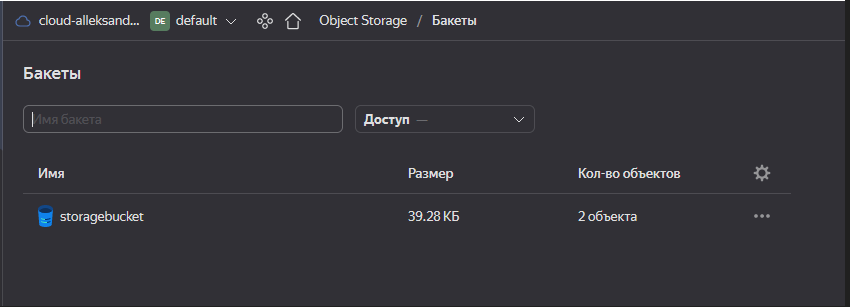 cloud-alleksand... DE default Object Storage / Бакеты
Бакеты
Имя бакета Доступ —
Имя Размер Кол-во объектов
storagebucket 39.28 КБ 2 объекта ...